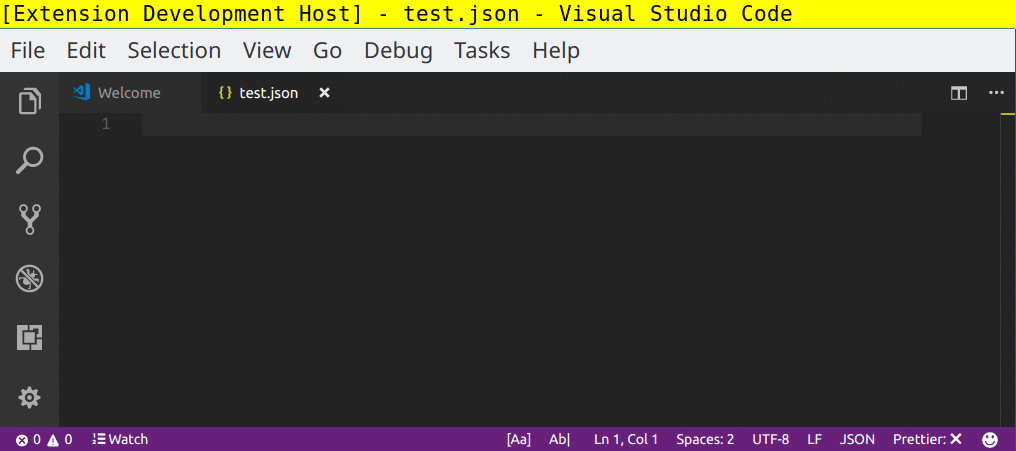 [Extension Development Host] - test.json - Visual Studio Code
File Edit Selection View Go Debug Tasks Help
Welcome {} test.json ×
1
0 0 Watch [Aa] Ab| Ln 1, Col 1 Spaces: 2 UTF-8 LF JSON Prettier: ×